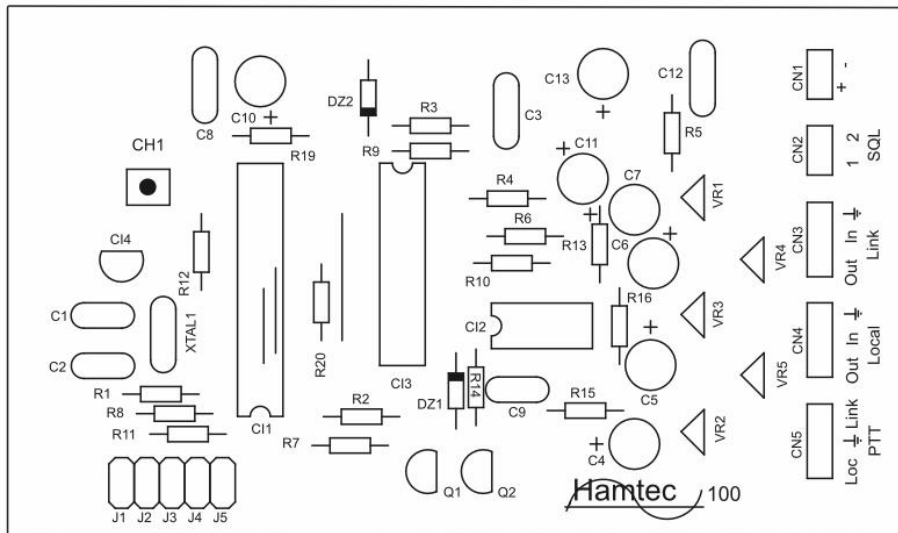 C8
C10
+
R19
DZ2
R3
R9
C3
C13
+
C12
R5
CN1
+ -
CH1
CN2
1 2
SQL
C11
+
C7
+
VR1
R4
R6
R10
R13
C6
+
VR4
CN3
Out In
Link
CI4
R12
C1
C2
XTAL1
R20
CI2
R16
VR3
CN4
Out In
Local
R1
R8
R11
CI1
R2
R7
CI3
DZ1
R14
C9
R15
C5
+
VR5
C4
+
VR2
CN5
Loc Link
PTT
J1 J2 J3 J4 J5
Q1
Q2
Hamtec 100